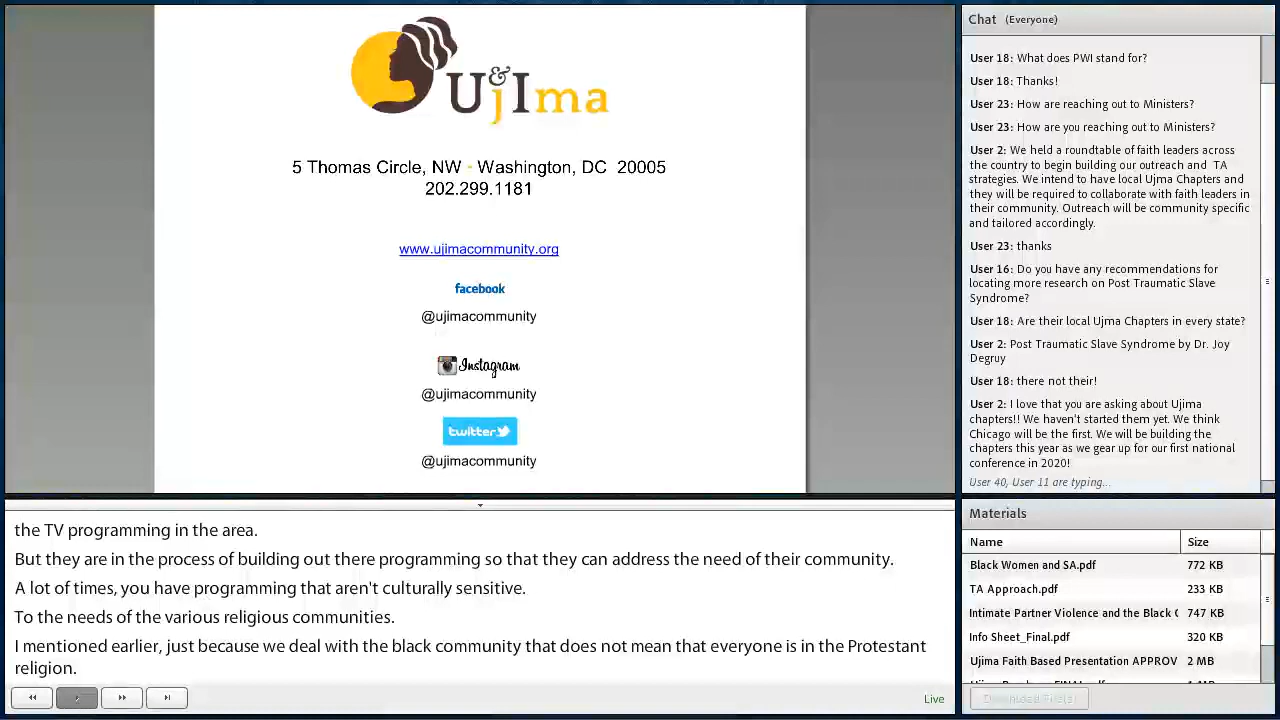 U&jIma
5 Thomas Circle, NW - Washington, DC 20005
202.299.1181
www.ujimacommunity.org
facebook
@ujimacommunity
Instagram
@ujimacommunity
twitter
@ujimacommunity
the TV programming in the area.
But they are in the process of building out there programming so that they can address the need of their community.
A lot of times, you have programming that aren't culturally sensitive.
To the needs of the various religious communities.
I mentioned earlier, just because we deal with the black community that does not mean that everyone is in the Protestant
religion.
Live
Chat (Everyone)
User 18: What does PWI stand for?
User 18: Thanks!
User 23: How are reaching out to Ministers?
User 23: How are you reaching out to Ministers?
User 2: We held a roundtable of faith leaders across
the country to begin building our outreach and TA
strategies. We intend to have local Ujma Chapters and
they will be required to collaborate with faith leaders in
their community. Outreach will be community specific
and tailored accordingly.
User 23: thanks
User 16: Do you have any recommendations for
locating more research on Post Traumatic Slave
Syndrome?
User 18: Are their local Ujma Chapters in every state?
User 2: Post Traumatic Slave Syndrome by Dr. Joy
Degruy
User 18: there not their!
User 2: I love that you are asking about Ujima
chapters!! We haven't started them yet. We think
Chicago will be the first. We will be building the
chapters this year as we gear up for our first national
conference in 2020!
User 40, User 11 are typing...
Materials
Name Size
Black Women and SA.pdf 772 KB
TA Approach.pdf 233 KB
Intimate Partner Violence and the Black C 747 KB
Info Sheet_Final.pdf 320 KB
Ujima Faith Based Presentation APPROV 2 MB
Download File(s)